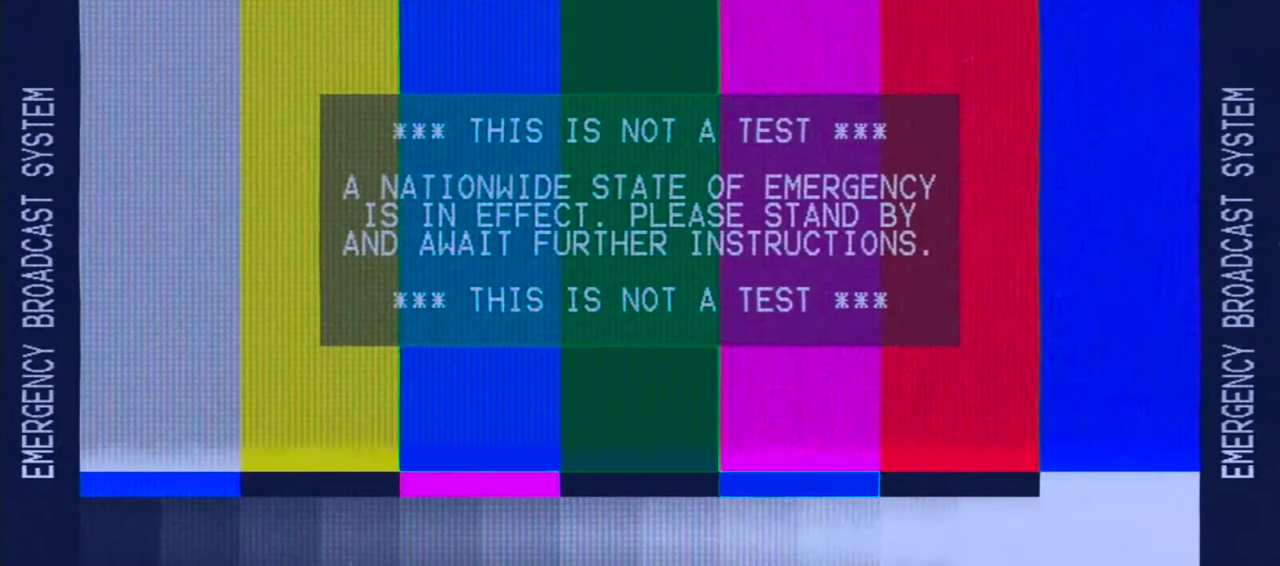 EMERGENCY BROADCAST SYSTEM
*** THIS IS NOT A TEST ***
A NATIONWIDE STATE OF EMERGENCY
IS IN EFFECT. PLEASE STAND BY
AND AWAIT FURTHER INSTRUCTIONS.
*** THIS IS NOT A TEST ***
EMERGENCY BROADCAST SYSTEM